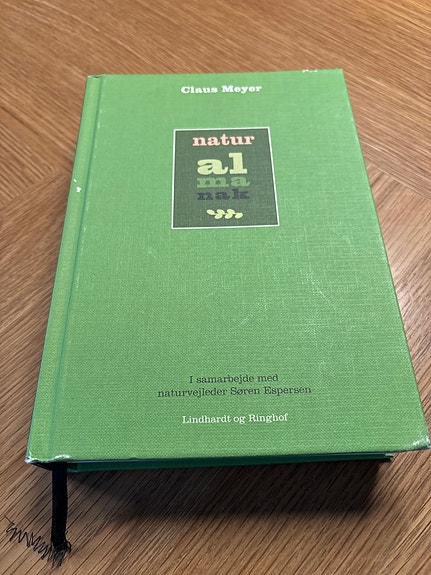 Claus Meyer
natur
al
ma
nak
I samarbejde med
naturvejleder Søren Espersen
Lindhardt og Ringhof